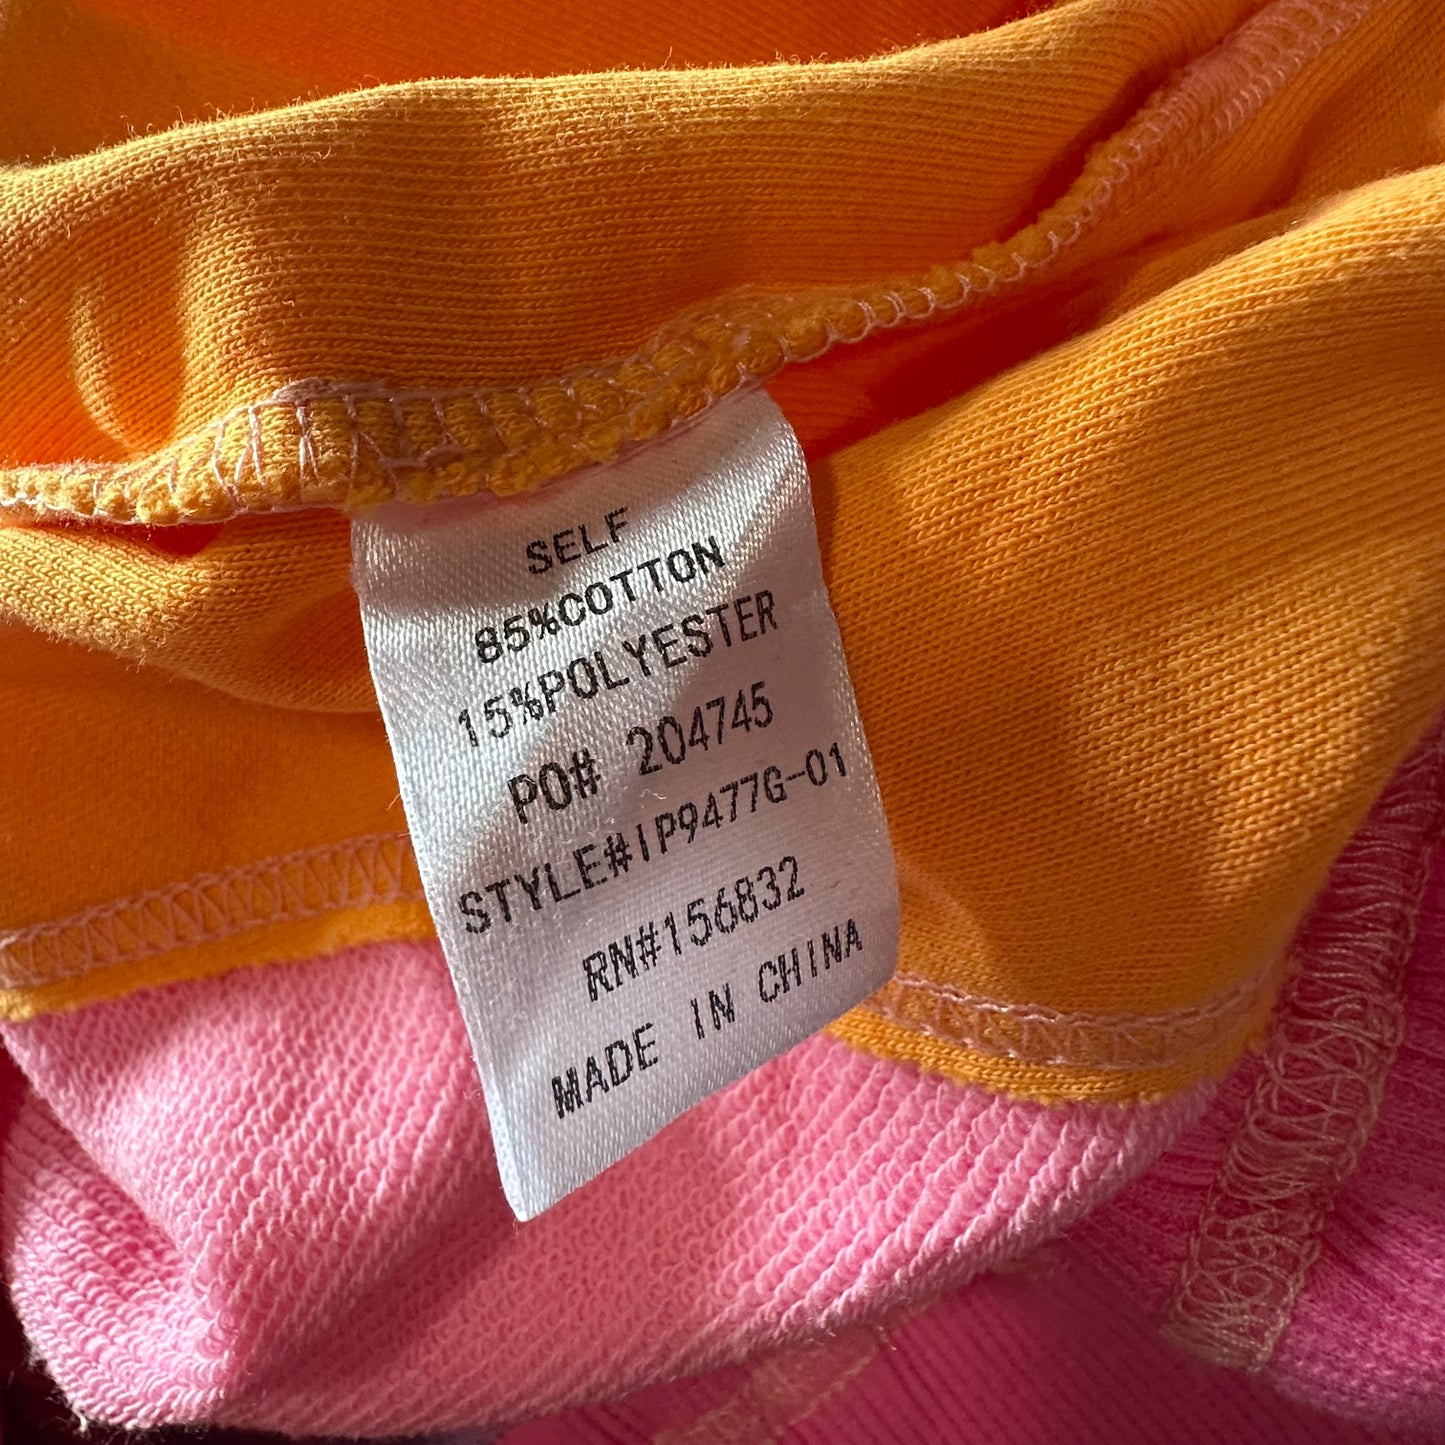 SELF
85%COTTON
15%POLYESTER
PO# 204745
STYLE#IP9477G-01
RN#156832
MADE IN CHINA